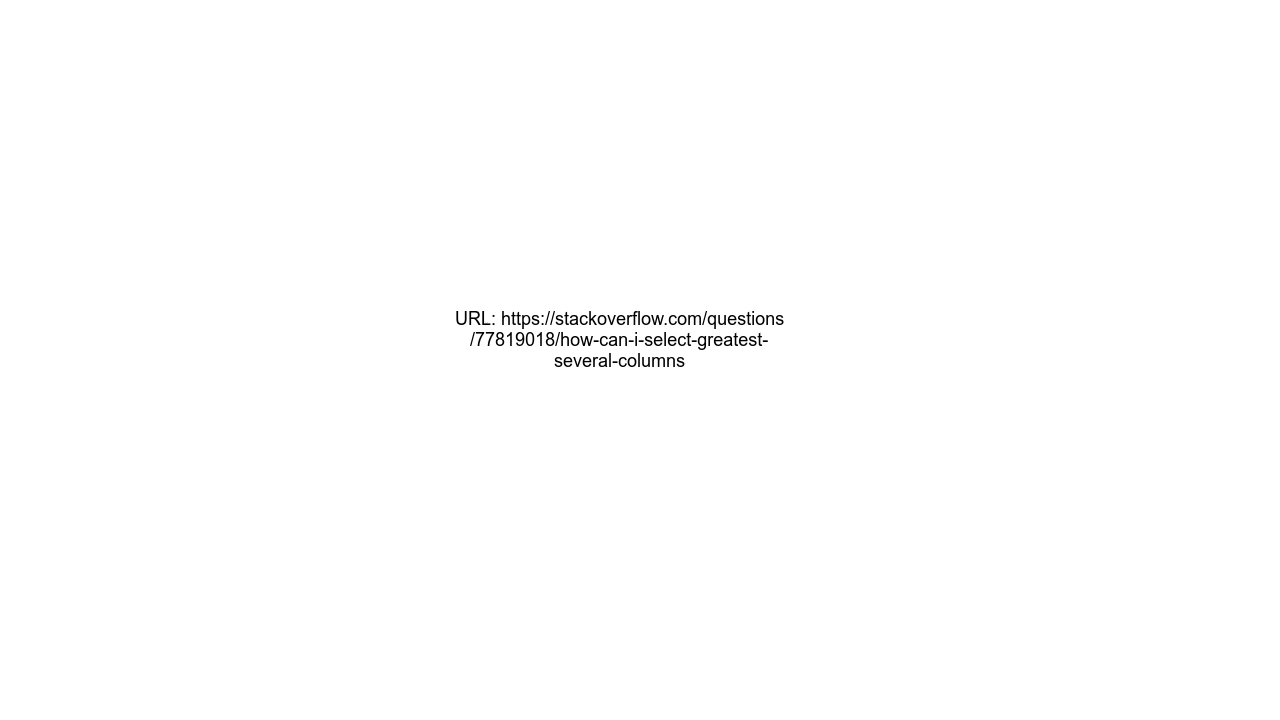 URL: https://stackoverflow.com/questions
/77819018/how-can-i-select-greatest-
several-columns